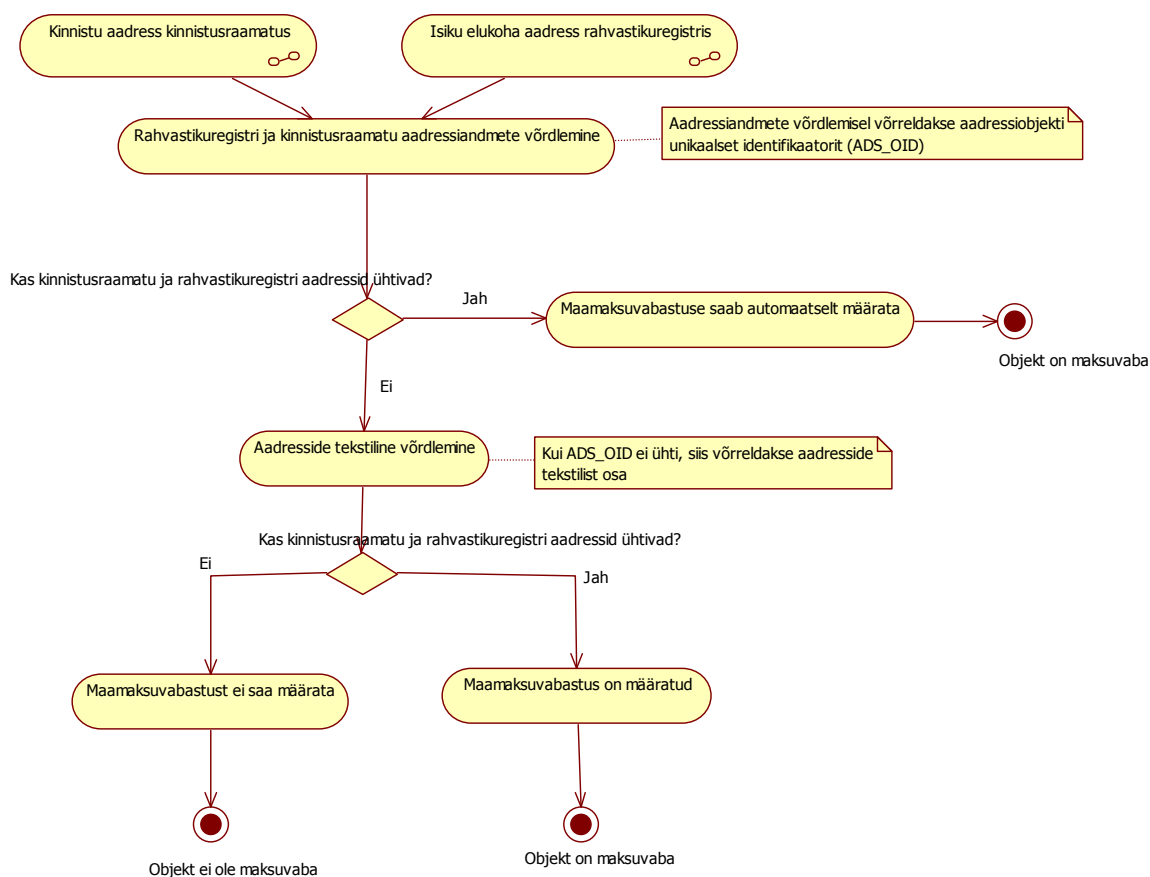 Kinnistu aadress kinnistusraamatus
Isiku elukoha aadress rahvastikuregistris
Rahvastikuregistri ja kinnistusraamatu aadressiandmete võrdlemine
Aadressiandmete võrdlemisel võrreldakse aadressiobjekti
unikaalset identifikaatorit (ADS_OID)
Kas kinnistusraamatu ja rahvastikuregistri aadressid ühtivad?
Jah
Maamaksuvabastuse saab automaatselt määrata
Objekt on maksuvaba
Ei
Aadresside tekstiline võrdlemine
Kui ADS_OID ei ühti, siis võrreldakse aadresside
tekstilist osa
Kas kinnistusraamatu ja rahvastikuregistri aadressid ühtivad?
Ei
Jah
Maamaksuvabastust ei saa määrata
Maamaksuvabastus on määratud
Objekt ei ole maksuvaba
Objekt on maksuvaba